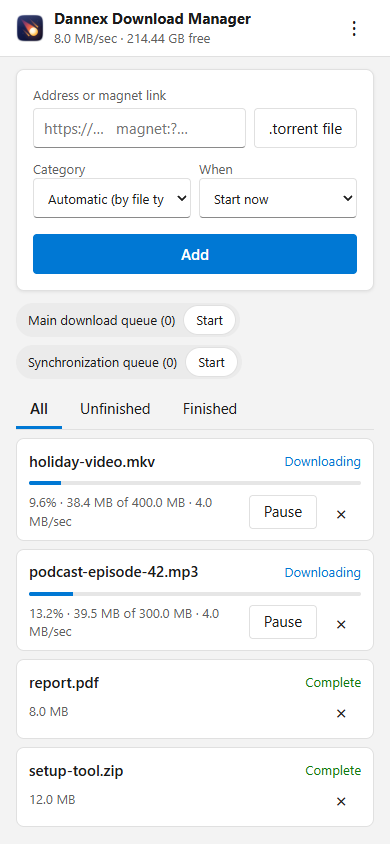 Dannex Download Manager
8.0 MB/sec · 214.44 GB free
Address or magnet link
https://... magnet:?...
.torrent file
Category
When
Automatic (by file ty
Start now
Add
Main download queue (0)
Start
Synchronization queue (0)
Start
All
Unfinished
Finished
holiday-video.mkv
Downloading
9.6% · 38.4 MB of 400.0 MB · 4.0
MB/sec
Pause
×
podcast-episode-42.mp3
Downloading
13.2% · 39.5 MB of 300.0 MB · 4.0
MB/sec
Pause
×
report.pdf
Complete
8.0 MB
×
setup-tool.zip
Complete
12.0 MB
×